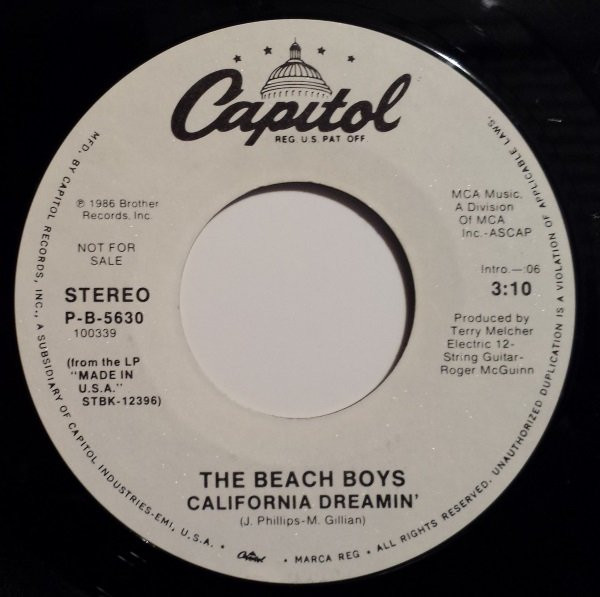 Capitol
REG. U.S. PAT. OFF.
℗ 1986 Brother
Records, Inc.
NOT FOR
SALE
STEREO
P-B-5630
100339
(from the LP
"MADE IN
U.S.A."
STBK-12396)
MCA Music,
A Division
Of MCA
Inc.-ASCAP
Intro.—:06
3:10
Produced by
Terry Melcher
Electric 12-
String Guitar-
Roger McGuinn
THE BEACH BOYS
CALIFORNIA DREAMIN'
(J. Phillips-M. Gillian)
MFD. BY CAPITOL RECORDS, INC., A SUBSIDIARY OF CAPITOL INDUSTRIES-EMI, U.S.A. • Capitol • MARCA REG • ALL RIGHTS RESERVED. UNAUTHORIZED DUPLICATION IS A VIOLATION OF APPLICABLE LAWS.